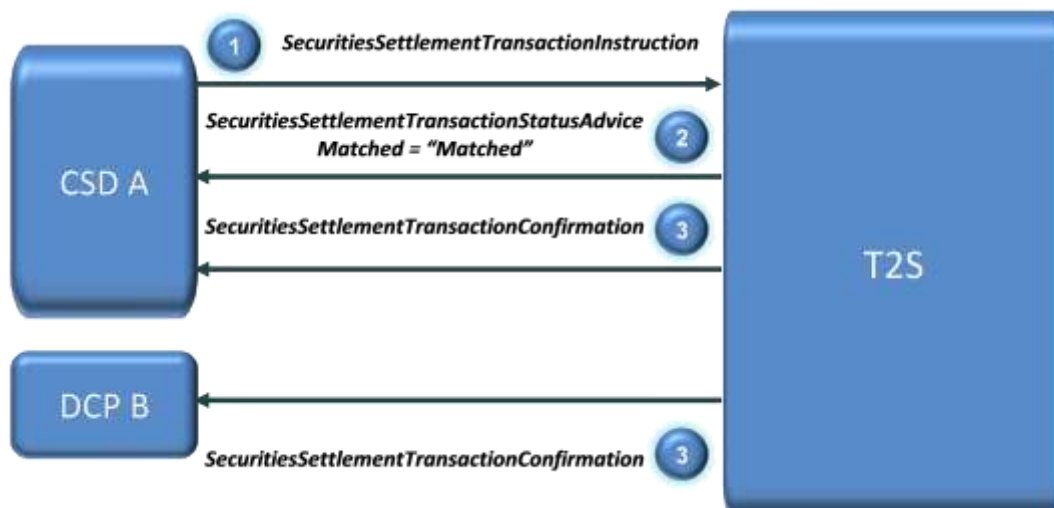 1
SecuritiesSettlementTransactionInstruction
SecuritiesSettlementTransactionStatusAdvice
Matched = “Matched”
2
CSD A
SecuritiesSettlementTransactionConfirmation
3
T2S
DCP B
SecuritiesSettlementTransactionConfirmation
3